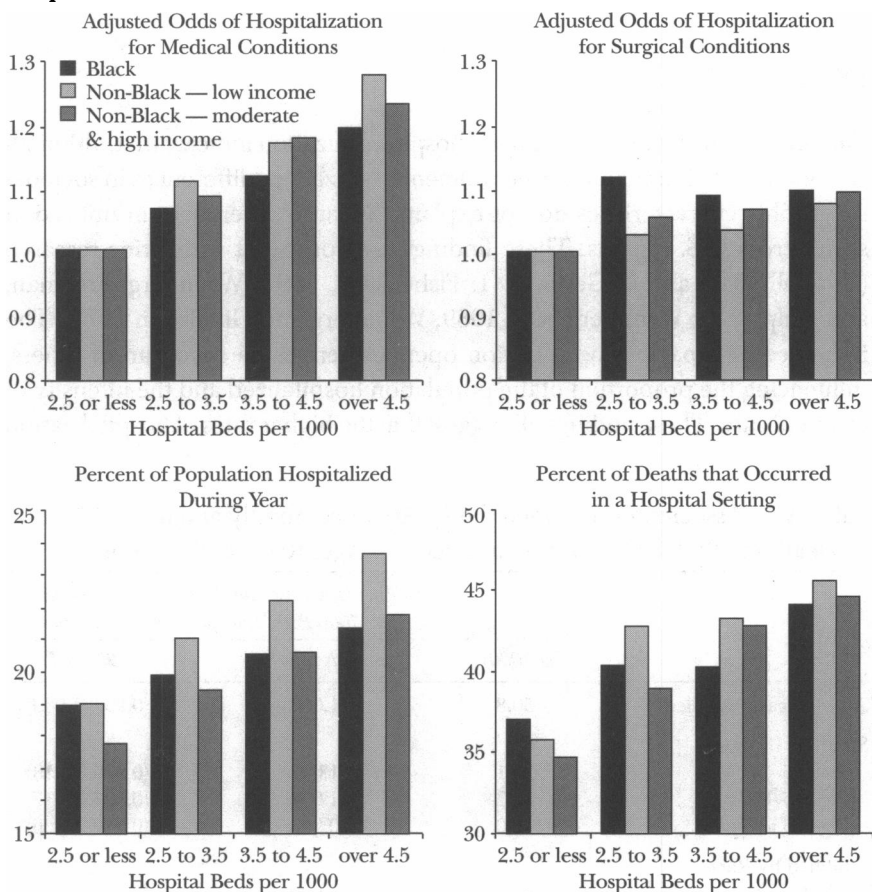 Adjusted Odds of Hospitalization
for Medical Conditions
1.3
1.2
1.1
1.0
0.9
0.8
Black
Non-Black — low income
Non-Black — moderate
& high income
2.5 or less 2.5 to 3.5 3.5 to 4.5 over 4.5
Hospital Beds per 1000
Adjusted Odds of Hospitalization
for Surgical Conditions
1.3
1.2
1.1
1.0
0.9
0.8
2.5 or less 2.5 to 3.5 3.5 to 4.5 over 4.5
Hospital Beds per 1000
Percent of Population Hospitalized
During Year
25
20
15
2.5 or less 2.5 to 3.5 3.5 to 4.5 over 4.5
Hospital Beds per 1000
Percent of Deaths that Occurred
in a Hospital Setting
50
45
40
35
30
2.5 or less 2.5 to 3.5 3.5 to 4.5 over 4.5
Hospital Beds per 1000